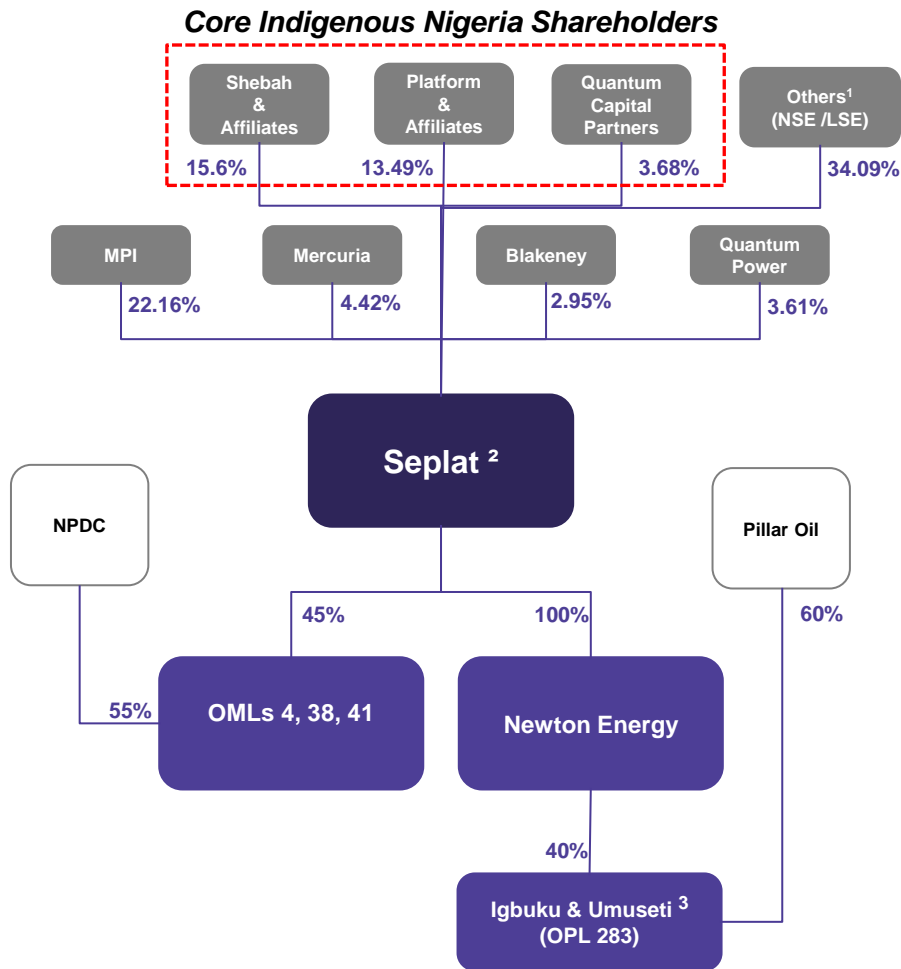 Core Indigenous Nigeria Shareholders
Shebah
&
Affiliates
Platform
&
Affiliates
Quantum
Capital
Partners
Others¹
(NSE /LSE)
15.6%
13.49%
3.68%
34.09%
MPI
Mercuria
Blakeney
Quantum
Power
22.16%
4.42%
2.95%
3.61%
Seplat ²
NPDC
Pillar Oil
45%
100%
60%
55%
OMLs 4, 38, 41
Newton Energy
40%
Igbuku & Umuseti ³
(OPL 283)